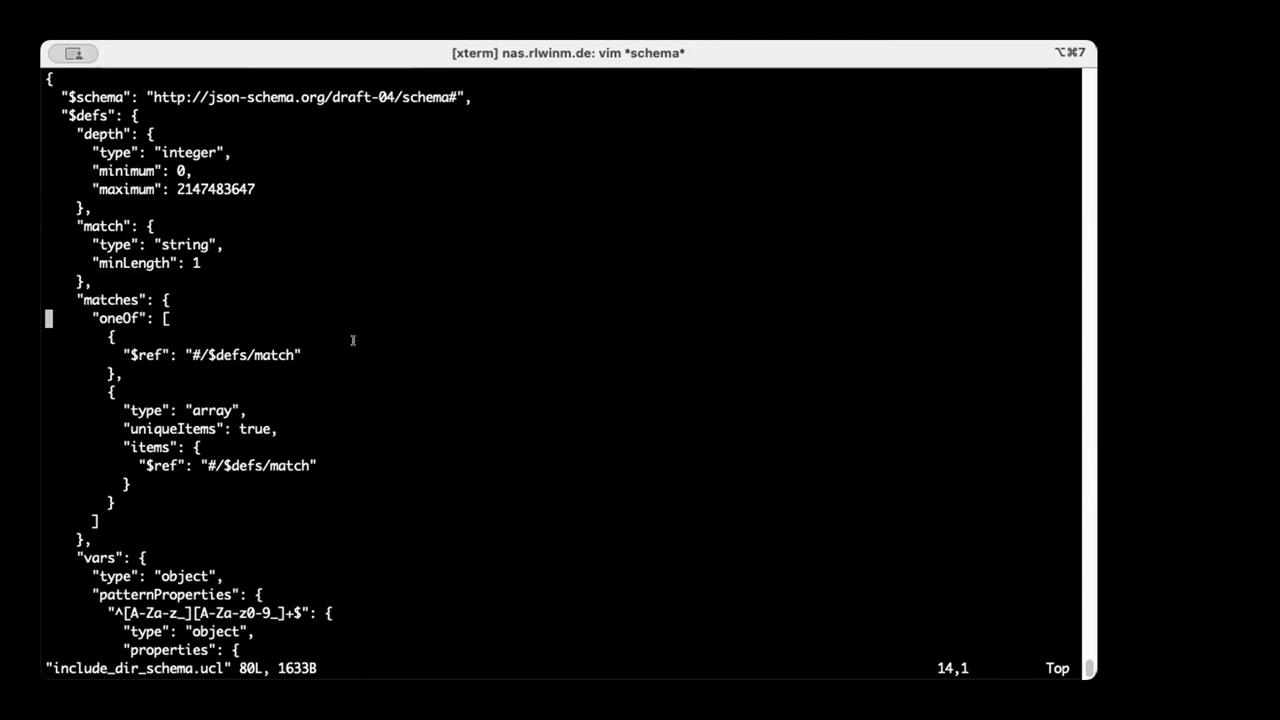 [xterm] nas.rlwinm.de: vim *schema*
⌥⌘7
{
  "$schema": "http://json-schema.org/draft-04/schema#",
  "$defs": {
    "depth": {
      "type": "integer",
      "minimum": 0,
      "maximum": 2147483647
    },
    "match": {
      "type": "string",
      "minLength": 1
    },
    "matches": {
      "oneOf": [
        {
          "$ref": "#/$defs/match"
        },
        {
          "type": "array",
          "uniqueItems": true,
          "items": {
            "$ref": "#/$defs/match"
          }
        }
      ]
    },
    "vars": {
      "type": "object",
      "patternProperties": {
        "^[A-Za-z_][A-Za-z0-9_]+$": {
          "type": "object",
          "properties": {
"include_dir_schema.ucl" 80L, 1633B
14,1
Top